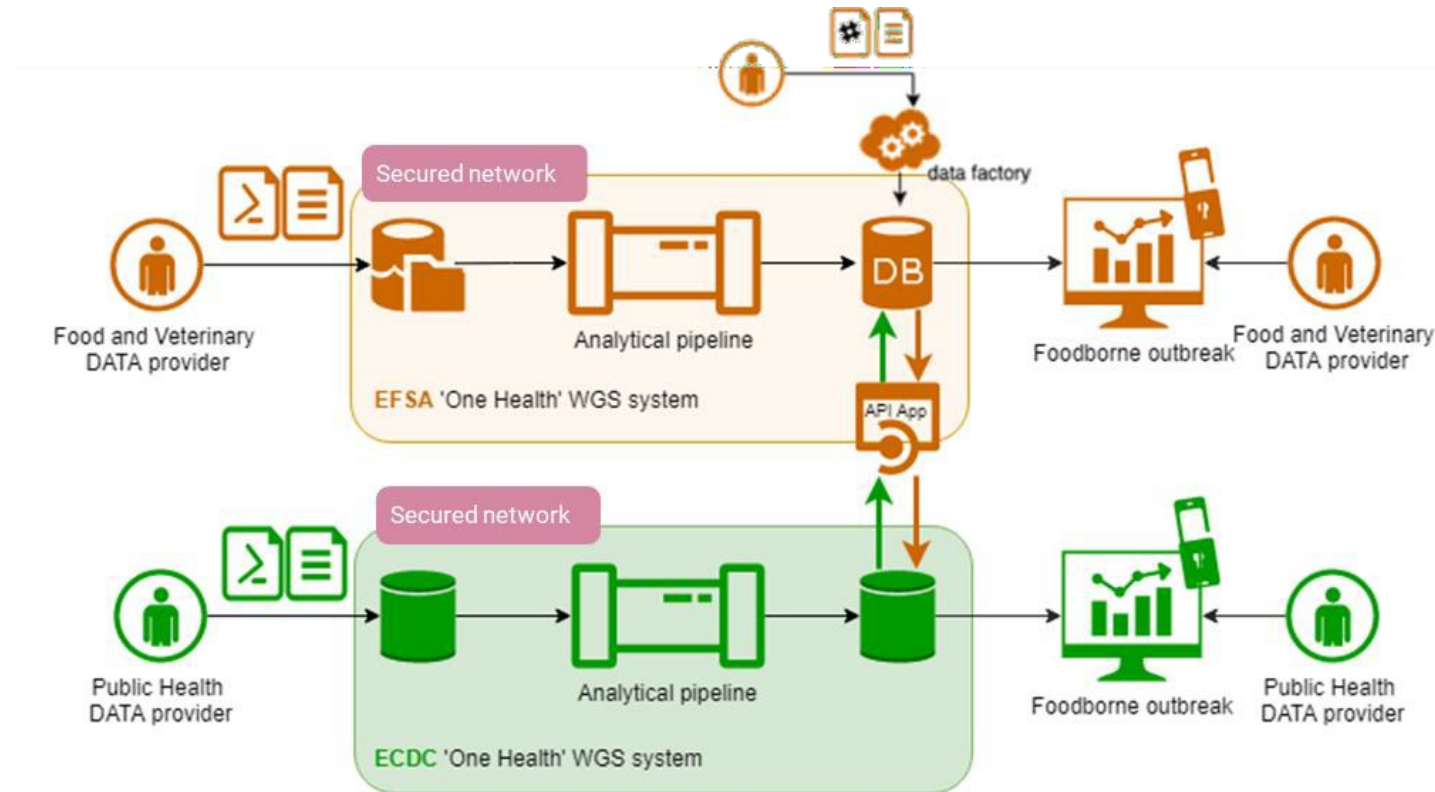 data factory
Secured network
Food and Veterinary
DATA provider
Analytical pipeline
DB
Foodborne outbreak
Food and Veterinary
DATA provider
EFSA 'One Health' WGS system
API App
Secured network
Public Health
DATA provider
Analytical pipeline
Foodborne outbreak
Public Health
DATA provider
ECDC 'One Health' WGS system